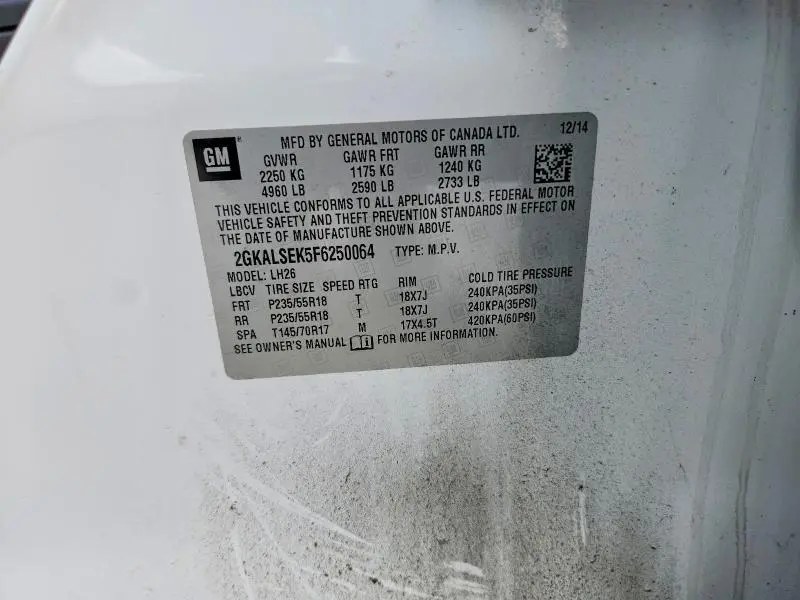 GM
MFD BY GENERAL MOTORS OF CANADA LTD. 12/14
GVWR GAWR FRT GAWR RR
2250 KG 1175 KG 1240 KG
4960 LB 2590 LB 2733 LB
THIS VEHICLE CONFORMS TO ALL APPLICABLE U.S. FEDERAL MOTOR
VEHICLE SAFETY AND THEFT PREVENTION STANDARDS IN EFFECT ON
THE DATE OF MANUFACTURE SHOWN ABOVE.
2GKALSEK5F6250064 TYPE: M.P.V.
MODEL: LH26
LBCV TIRE SIZE SPEED RTG RIM COLD TIRE PRESSURE
FRT P235/55R18 T 18X7J 240KPA(35PSI)
RR P235/55R18 T 18X7J 240KPA(35PSI)
SPA T145/70R17 M 17X4.5T 420KPA(60PSI)
SEE OWNER'S MANUAL FOR MORE INFORMATION.